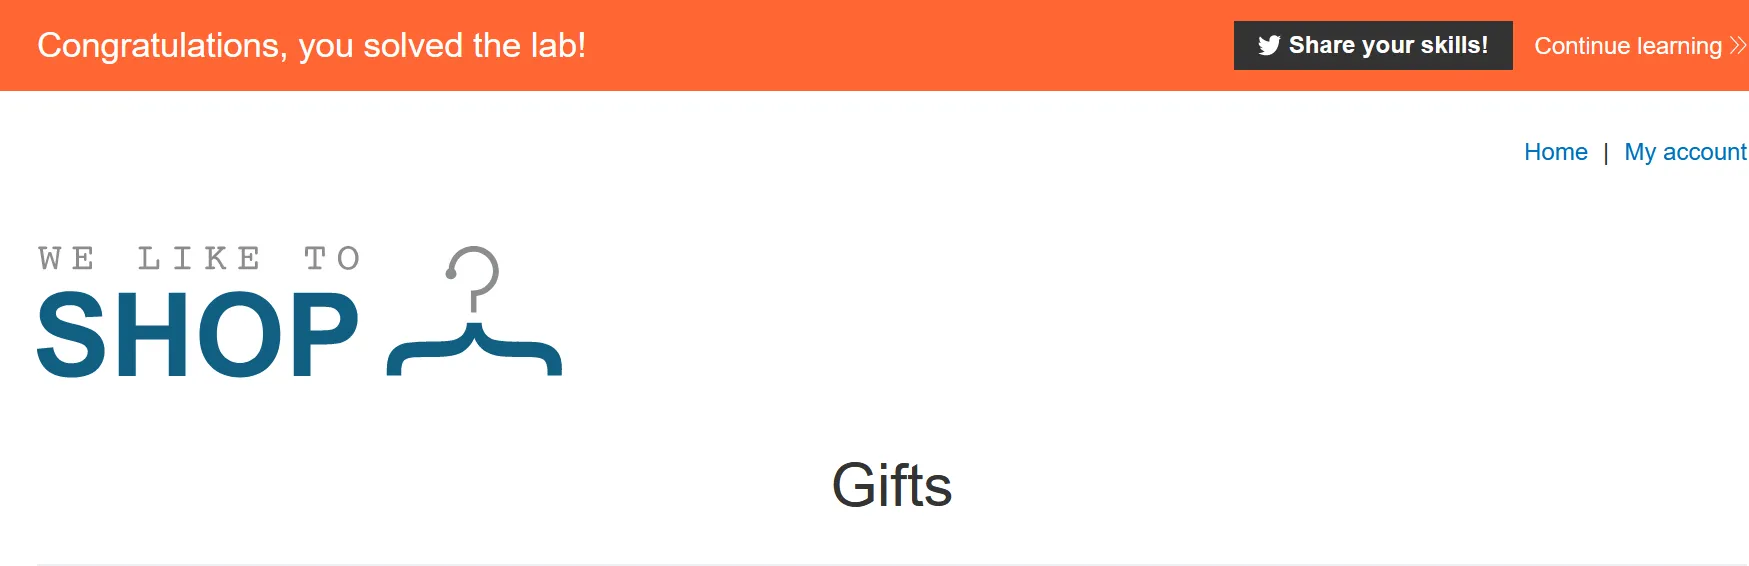 Congratulations, you solved the lab!
Share your skills!
Continue learning
Home | My account
WE LIKE TO
SHOP
Gifts